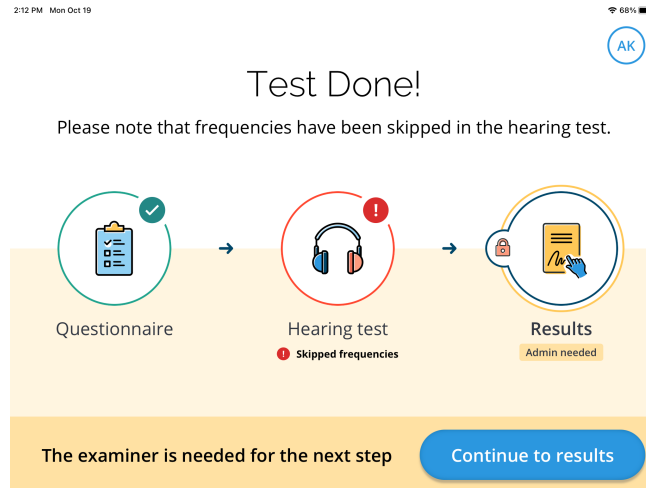 2:12 PM Mon Oct 19
68%
AK
Test Done!
Please note that frequencies have been skipped in the hearing test.
!
Questionnaire
Hearing test
Results
! Skipped frequencies
Admin needed
The examiner is needed for the next step
Continue to results